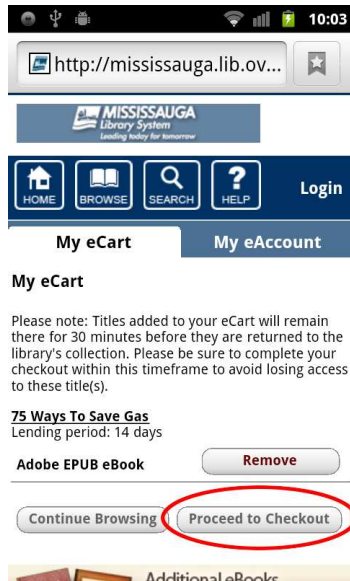 10:03
http://mississauga.lib.ov...
MISSISSAUGA
Library System
Leading today for tomorrow
HOME
BROWSE
SEARCH
HELP
Login
My eCart
My eAccount
My eCart
Please note: Titles added to your eCart will remain
there for 30 minutes before they are returned to the
library's collection. Please be sure to complete your
checkout within this timeframe to avoid losing access
to these title(s).
75 Ways To Save Gas
Lending period: 14 days
Adobe EPUB eBook
Remove
Continue Browsing
Proceed to Checkout
Additional eBooks